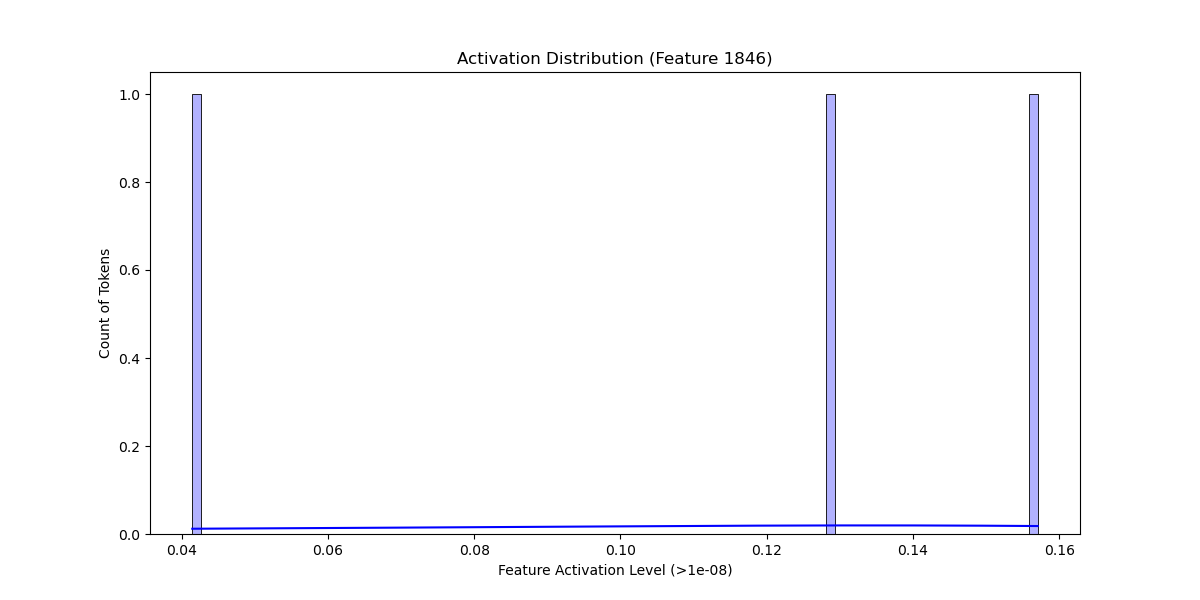 Activation Distribution (Feature 1846)
Count of Tokens
1.0
0.8
0.6
0.4
0.2
0.0
0.04 0.06 0.08 0.10 0.12 0.14 0.16
Feature Activation Level (>1e-08)